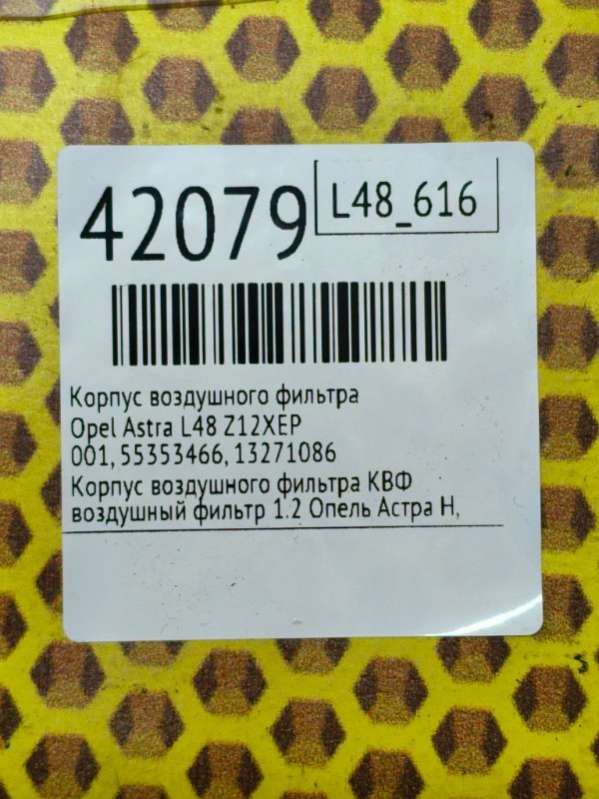 42079
L48_616
Корпус воздушного фильтра
Opel Astra L48 Z12XEP
001, 55353466, 13271086
Корпус воздушного фильтра КВФ
воздушный фильтр 1.2 Опель Астра Н,